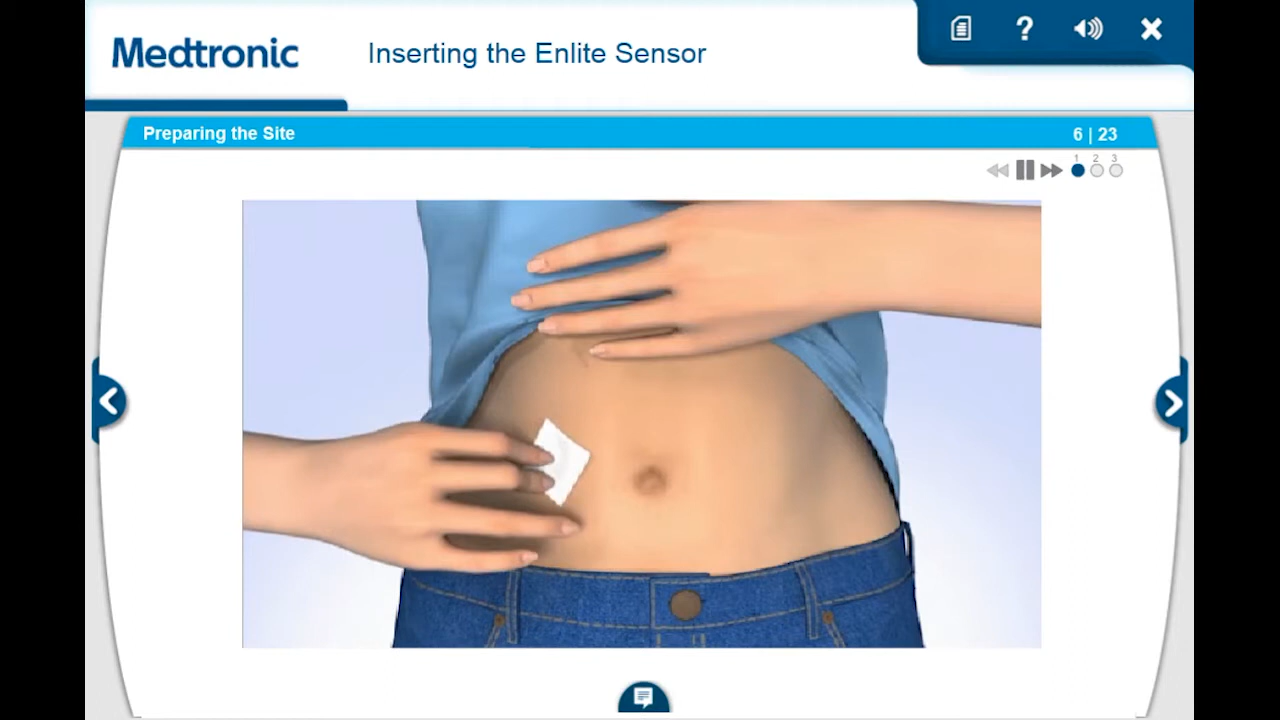 Medtronic
Inserting the Enlite Sensor
?
Preparing the Site
6 | 23
1 2 3